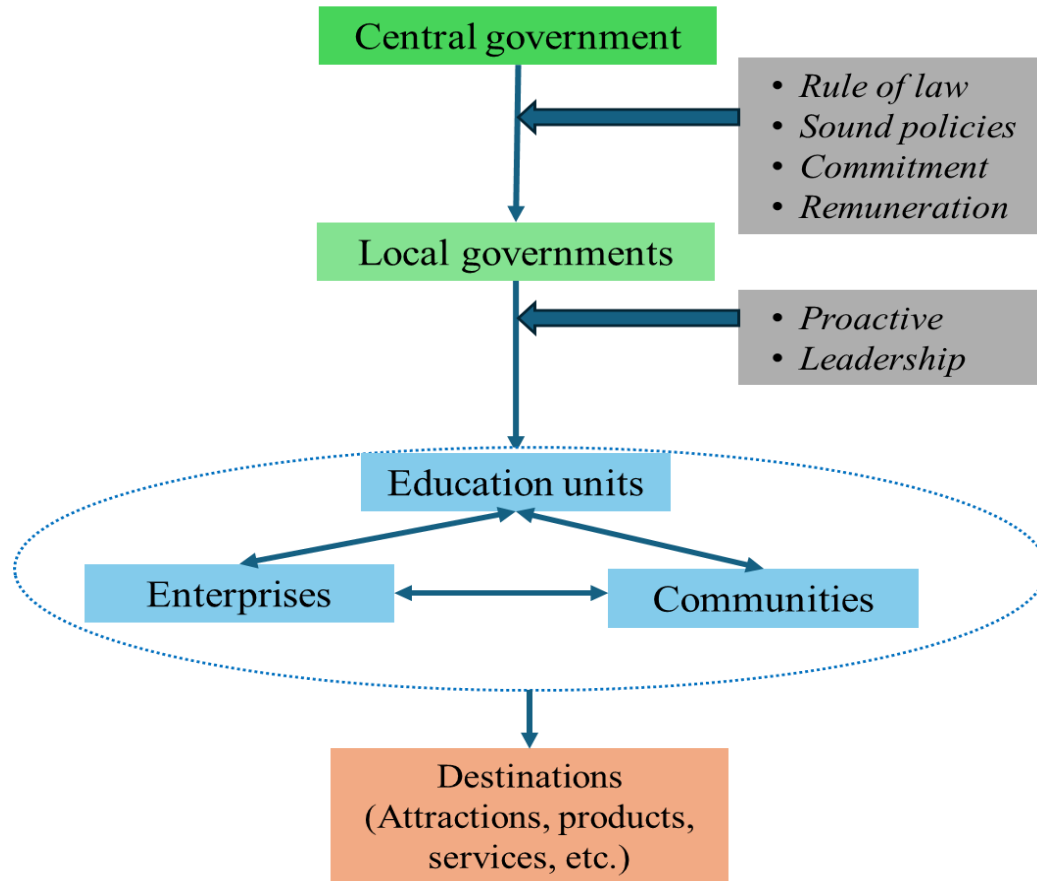 Central government
• Rule of law
• Sound policies
• Commitment
• Remuneration
Local governments
• Proactive
• Leadership
Education units
Enterprises
Communities
Destinations
(Attractions, products,
services, etc.)